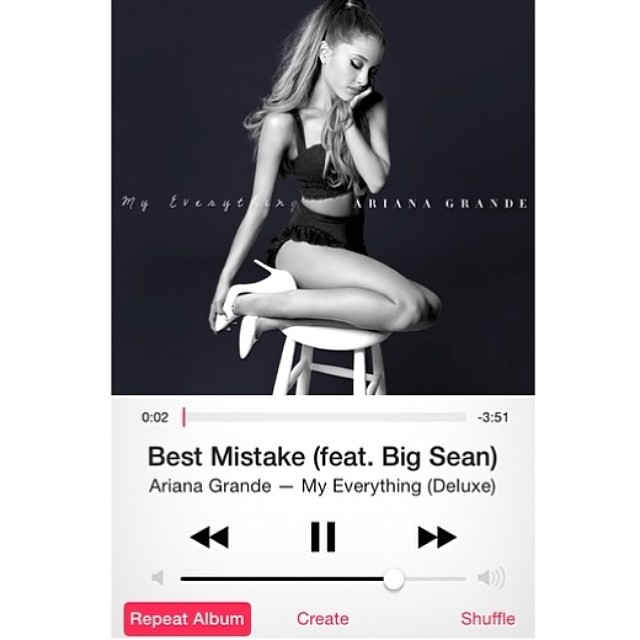 My Everything ARIANA GRANDE
0:02 -3:51
Best Mistake (feat. Big Sean)
Ariana Grande — My Everything (Deluxe)
Repeat Album Create Shuffle